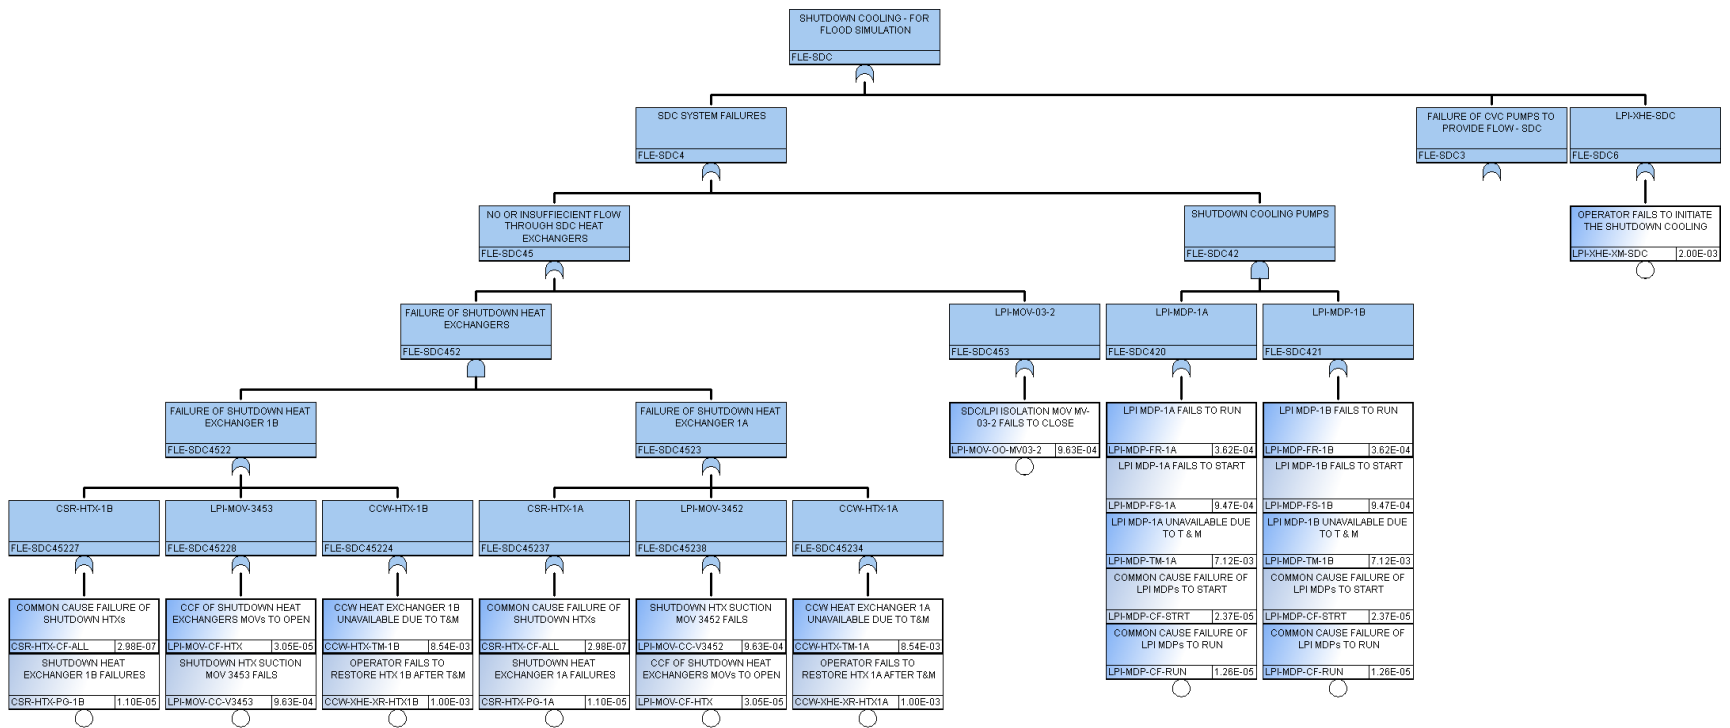 SHUTDOWN COOLING - FOR
FLOOD SIMULATION
FLE-SDC
SDC SYSTEM FAILURES
FLE-SDC4
FAILURE OF CVC PUMPS TO
PROVIDE FLOW - SDC
FLE-SDC3
LPI-XHE-SDC
FLE-SDC6
NO OR INSUFFIECIENT FLOW
THROUGH SDC HEAT
EXCHANGERS
FLE-SDC45
SHUTDOWN COOLING PUMPS
FLE-SDC42
OPERATOR FAILS TO INITIATE
THE SHUTDOWN COOLING
LPI-XHE-XM-SDC 2.00E-03
FAILURE OF SHUTDOWN HEAT
EXCHANGERS
FLE-SDC452
LPI-MOV-03-2
FLE-SDC453
LPI-MDP-1A
FLE-SDC420
LPI-MDP-1B
FLE-SDC421
FAILURE OF SHUTDOWN HEAT
EXCHANGER 1B
FLE-SDC4522
FAILURE OF SHUTDOWN HEAT
EXCHANGER 1A
FLE-SDC4523
SDC/LPI ISOLATION MOV MV-
03-2 FAILS TO CLOSE
LPI-MOV-OO-MV03-2 9.63E-04
LPI MDP-1A FAILS TO RUN
LPI-MDP-FR-1A 3.62E-04
LPI MDP-1A FAILS TO START
LPI-MDP-FS-1A 9.47E-04
LPI MDP-1A UNAVAILABLE DUE
TO T & M
LPI-MDP-TM-1A 7.12E-03
COMMON CAUSE FAILURE OF
LPI MDPs TO START
LPI-MDP-CF-STRT 2.37E-05
COMMON CAUSE FAILURE OF
LPI MDPs TO RUN
LPI-MDP-CF-RUN 1.26E-05
LPI MDP-1B FAILS TO RUN
LPI-MDP-FR-1B 3.62E-04
LPI MDP-1B FAILS TO START
LPI-MDP-FS-1B 9.47E-04
LPI MDP-1B UNAVAILABLE DUE
TO T & M
LPI-MDP-TM-1B 7.12E-03
COMMON CAUSE FAILURE OF
LPI MDPs TO START
LPI-MDP-CF-STRT 2.37E-05
COMMON CAUSE FAILURE OF
LPI MDPs TO RUN
LPI-MDP-CF-RUN 1.26E-05
CSR-HTX-1B
FLE-SDC45227
LPI-MOV-3453
FLE-SDC45228
CCW-HTX-1B
FLE-SDC45224
CSR-HTX-1A
FLE-SDC45237
LPI-MOV-3452
FLE-SDC45238
CCW-HTX-1A
FLE-SDC45234
COMMON CAUSE FAILURE OF
SHUTDOWN HTXs
CSR-HTX-CF-ALL 2.98E-07
SHUTDOWN HEAT
EXCHANGER 1B FAILURES
CSR-HTX-PG-1B 1.10E-05
CCF OF SHUTDOWN HEAT
EXCHANGERS MOVs TO OPEN
LPI-MOV-CF-HTX 3.05E-05
SHUTDOWN HTX SUCTION
MOV 3453 FAILS
LPI-MOV-CC-V3453 9.63E-04
CCW HEAT EXCHANGER 1B
UNAVAILABLE DUE TO T&M
CCW-HTX-TM-1B 8.54E-03
OPERATOR FAILS TO
RESTORE HTX 1B AFTER T&M
CCW-XHE-XR-HTX1B 1.00E-03
COMMON CAUSE FAILURE OF
SHUTDOWN HTXs
CSR-HTX-CF-ALL 2.98E-07
SHUTDOWN HEAT
EXCHANGER 1A FAILURES
CSR-HTX-PG-1A 1.10E-05
SHUTDOWN HTX SUCTION
MOV 3452 FAILS
LPI-MOV-CC-V3452 9.63E-04
CCF OF SHUTDOWN HEAT
EXCHANGERS MOVs TO OPEN
LPI-MOV-CF-HTX 3.05E-05
CCW HEAT EXCHANGER 1A
UNAVAILABLE DUE TO T&M
CCW-HTX-TM-1A 8.54E-03
OPERATOR FAILS TO
RESTORE HTX 1A AFTER T&M
CCW-XHE-XR-HTX1A 1.00E-03